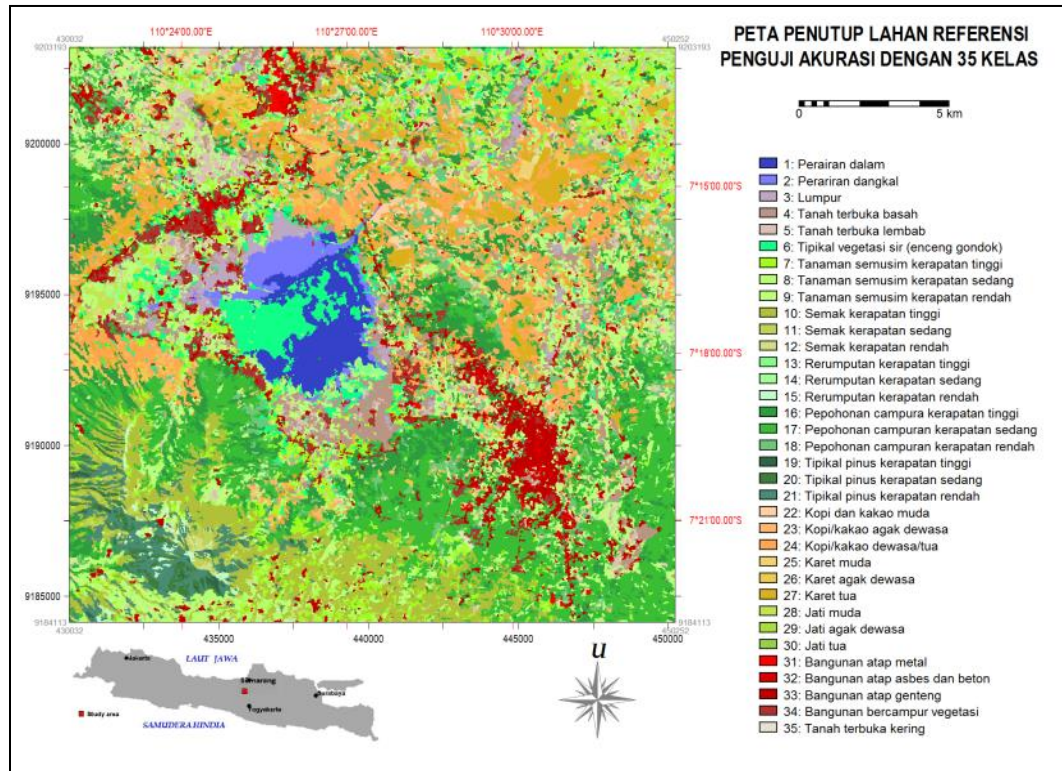 PETA PENUTUP LAHAN REFERENSI
PENGUJI AKURASI DENGAN 35 KELAS
0 5 km
430032 110°24'00.00"E 110°27'00.00"E 110°30'00.00"E 450252
9203193 9203193
9200000
7°15'00.00"S
9195000
7°18'00.00"S
9190000
7°21'00.00"S
9185000
9184113 9184113
430032 435000 440000 445000 450000 450252
1: Perairan dalam
2: Perariran dangkal
3: Lumpur
4: Tanah terbuka basah
5: Tanah terbuka lembab
6: Tipikal vegetasi sir (enceng gondok)
7: Tanaman semusim kerapatan tinggi
8: Tanaman semusim kerapatan sedang
9: Tanaman semusim kerapatan rendah
10: Semak kerapatan tinggi
11: Semak kerapatan sedang
12: Semak kerapatan rendah
13: Rerumputan kerapatan tinggi
14: Rerumputan kerapatan sedang
15: Rerumputan kerapatan rendah
16: Pepohonan campura kerapatan tinggi
17: Pepohonan campuran kerapatan sedang
18: Pepohonan campuran kerapatan rendah
19: Tipikal pinus kerapatan tinggi
20: Tipikal pinus kerapatan sedang
21: Tipikal pinus kerapatan rendah
22: Kopi dan kakao muda
23: Kopi/kakao agak dewasa
24: Kopi/kakao dewasa/tua
25: Karet muda
26: Karet agak dewasa
27: Karet tua
28: Jati muda
29: Jati agak dewasa
30: Jati tua
31: Bangunan atap metal
32: Bangunan atap asbes dan beton
33: Bangunan atap genteng
34: Bangunan bercampur vegetasi
35: Tanah terbuka kering
LAUT JAWA
Jakarta
Semarang
Surabaya
Yogyakarta
Study area
SAMUDERA HINDIA
u